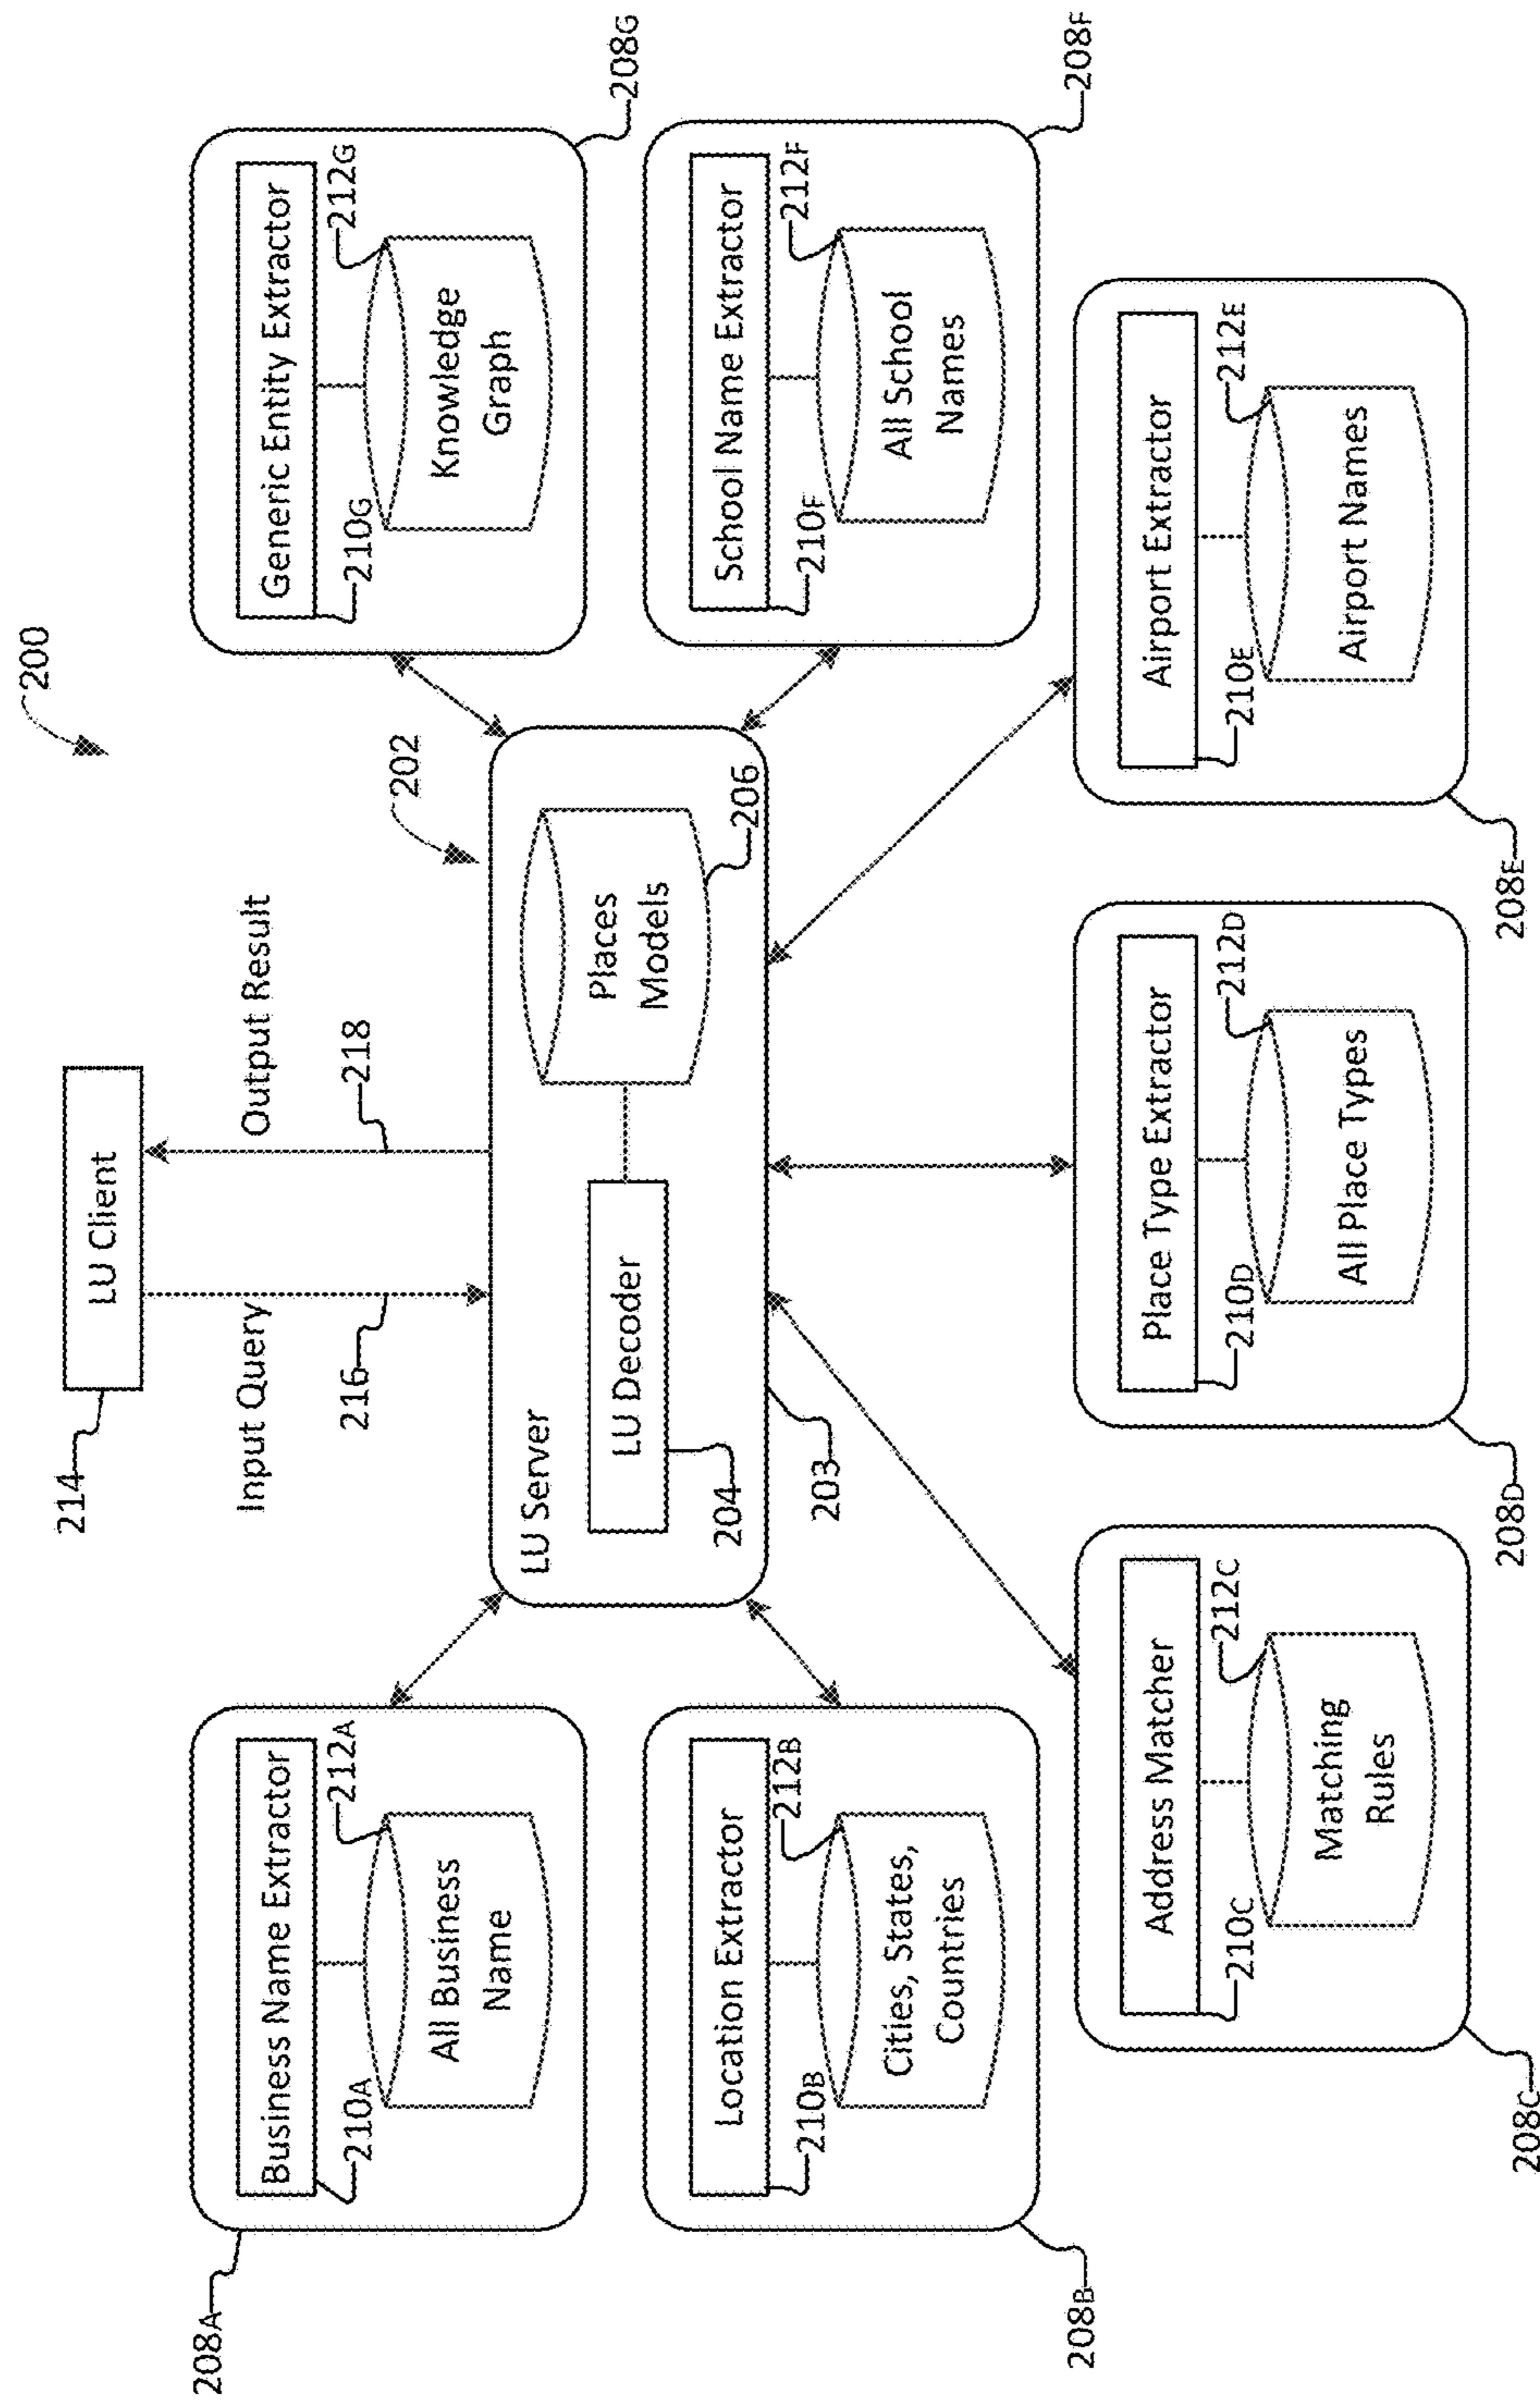 200
214
LU Client
Input Query
Output Result
216
218
202
LU Server
LU Decoder
204
Places
Models
206
203
208A
Business Name Extractor
210A
212A
All Business
Name
208B
Location Extractor
210B
212B
Cities, States,
Countries
208C
Address Matcher
210C
212C
Matching
Rules
208D
Place Type Extractor
210D
212D
All Place Types
208E
Airport Extractor
210E
212E
Airport Names
208F
School Name Extractor
210F
212F
All School
Names
208G
Generic Entity Extractor
210G
212G
Knowledge
Graph